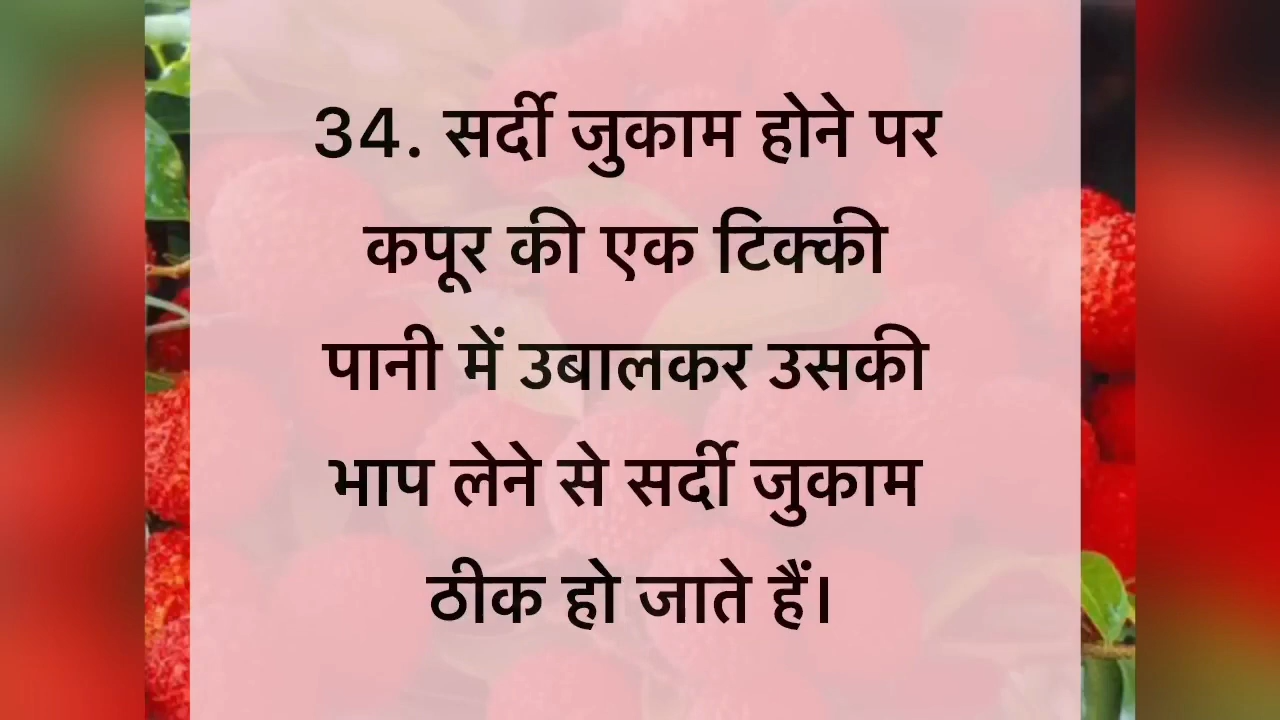 34. सर्दी जुकाम होने पर
कपूर की एक टिक्की
पानी में उबालकर उसकी
भाप लेने से सर्दी जुकाम
ठीक हो जाते हैं।